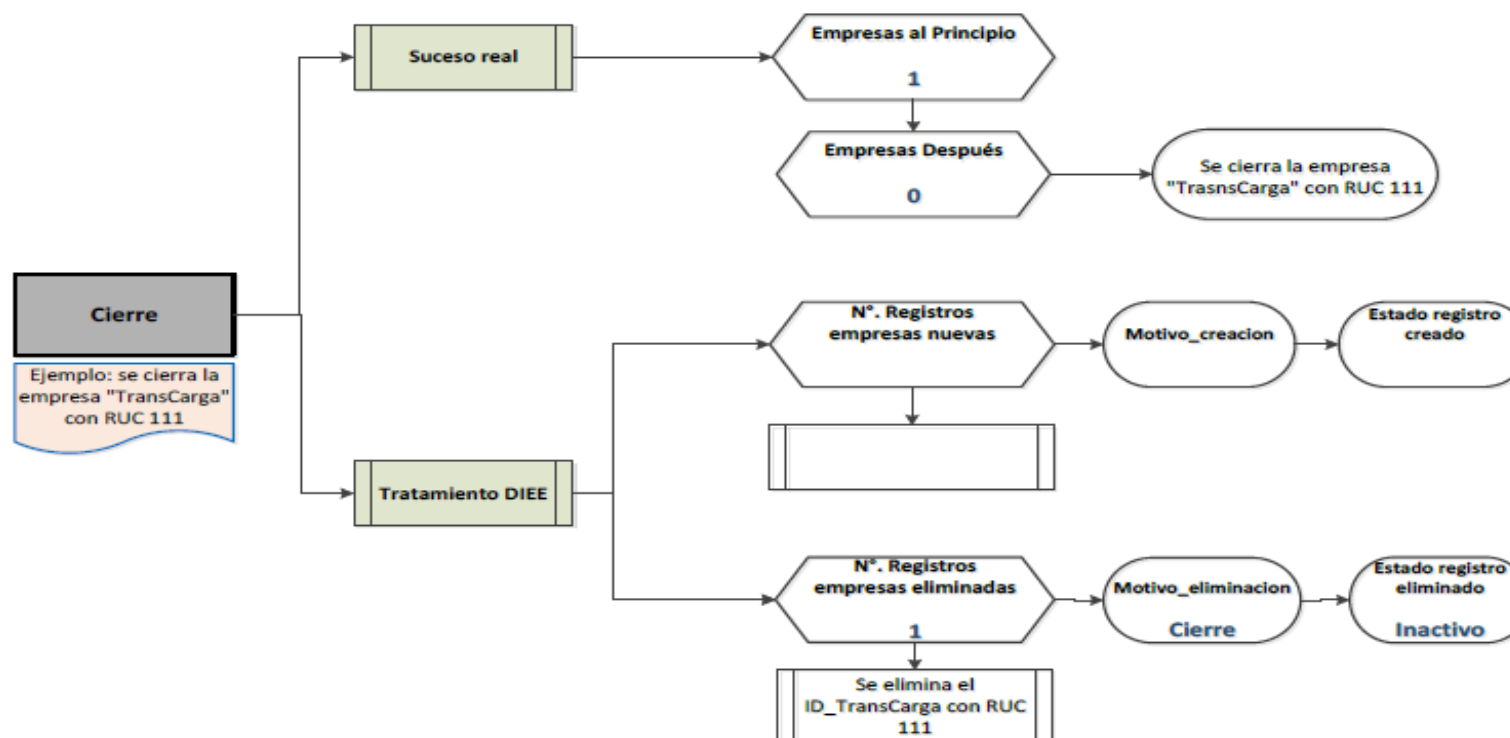 Suceso real
Empresas al Principio
1
Empresas Después
0
Se cierra la empresa
"TrasnsCarga" con RUC 111
Cierre
Ejemplo: se cierra la
empresa "TransCarga"
con RUC 111
N°. Registros
empresas nuevas
Motivo_creacion
Estado registro
creado
Tratamiento DIEE
N°. Registros
empresas eliminadas
1
Motivo_eliminacion
Cierre
Estado registro
eliminado
Inactivo
Se elimina el
ID_TransCarga con RUC
111